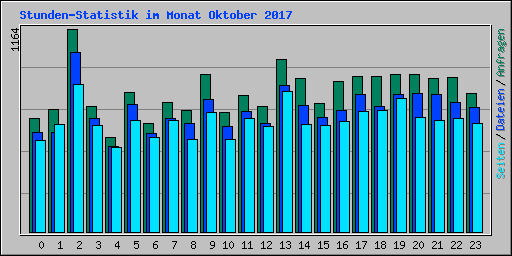 Stunden-Statistik im Monat Oktober 2017
1164
Seiten / Dateien / Anfragen
0 1 2 3 4 5 6 7 8 9 10 11 12 13 14 15 16 17 18 19 20 21 22 23